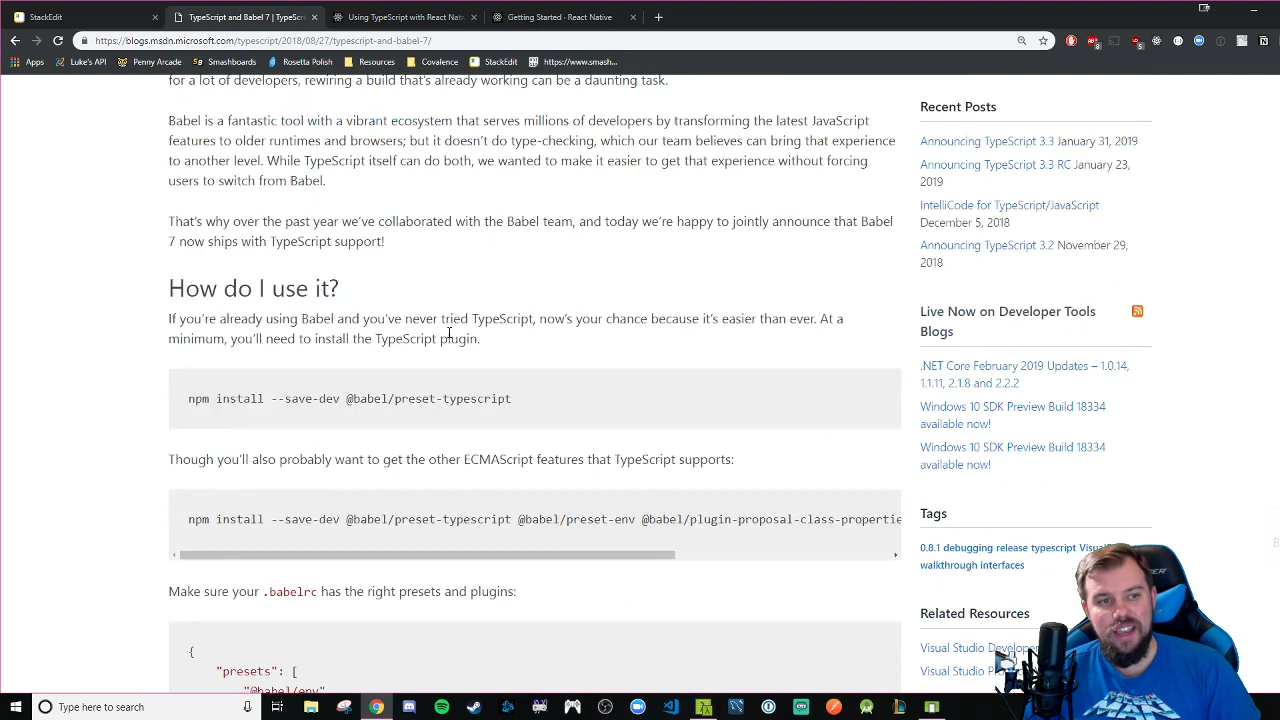 StackEdit
TypeScript and Babel 7 | TypeSc
Using TypeScript with React Nat
Getting Started · React Native
https://blogs.msdn.microsoft.com/typescript/2018/08/27/typescript-and-babel-7/
Apps
Luke's API
Penny Arcade
Smashboards
Rosetta Polish
Resources
Covalence
StackEdit
https://www.smash...
for a lot of developers, rewiring a build that's already working can be a daunting task.
Babel is a fantastic tool with a vibrant ecosystem that serves millions of developers by transforming the latest JavaScript
features to older runtimes and browsers; but it doesn't do type-checking, which our team believes can bring that experience
to another level. While TypeScript itself can do both, we wanted to make it easier to get that experience without forcing
users to switch from Babel.
That's why over the past year we've collaborated with the Babel team, and today we're happy to jointly announce that Babel
7 now ships with TypeScript support!
How do I use it?
If you're already using Babel and you've never tried TypeScript, now's your chance because it's easier than ever. At a
minimum, you'll need to install the TypeScript plugin.
npm install --save-dev @babel/preset-typescript
Though you'll also probably want to get the other ECMAScript features that TypeScript supports:
npm install --save-dev @babel/preset-typescript @babel/preset-env @babel/plugin-proposal-class-propertie
Make sure your .babelrc has the right presets and plugins:
{
"presets": [
"@babel/env"
Recent Posts
Announcing TypeScript 3.3 January 31, 2019
Announcing TypeScript 3.3 RC January 23,
2019
IntelliCode for TypeScript/JavaScript
December 5, 2018
Announcing TypeScript 3.2 November 29,
2018
Live Now on Developer Tools
Blogs
.NET Core February 2019 Updates – 1.0.14,
1.1.11, 2.1.8 and 2.2.2
Windows 10 SDK Preview Build 18334
available now!
Windows 10 SDK Preview Build 18334
available now!
Tags
0.8.1 debugging release typescript Visual
walkthrough interfaces
Related Resources
Visual Studio Develope
Visual Studio P
Type here to search